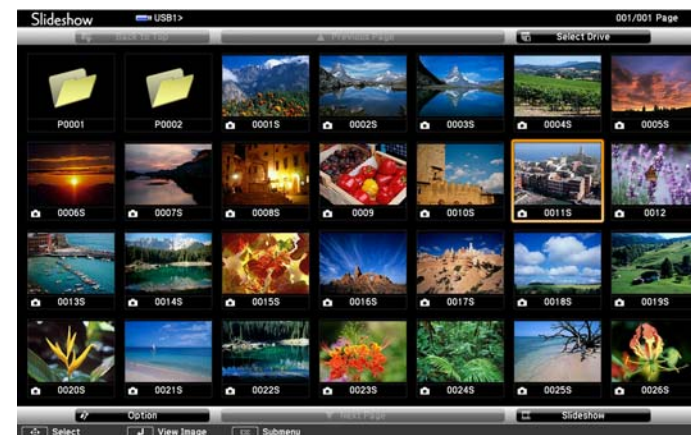 Slideshow USB1> 001/001 Page
Back to Top Previous Page Select Drive
P0001 P0002 0001S 0002S 0003S 0004S 0005S
0006S 0007S 0008S 0009 0010S 0011S 0012
0013S 0014S 0015S 0016S 0017S 0018S 0019S
0020S 0021S 0022S 0023S 0024S 0025S 0026S
Option Next Page Slideshow
Select View Image Esc Submenu